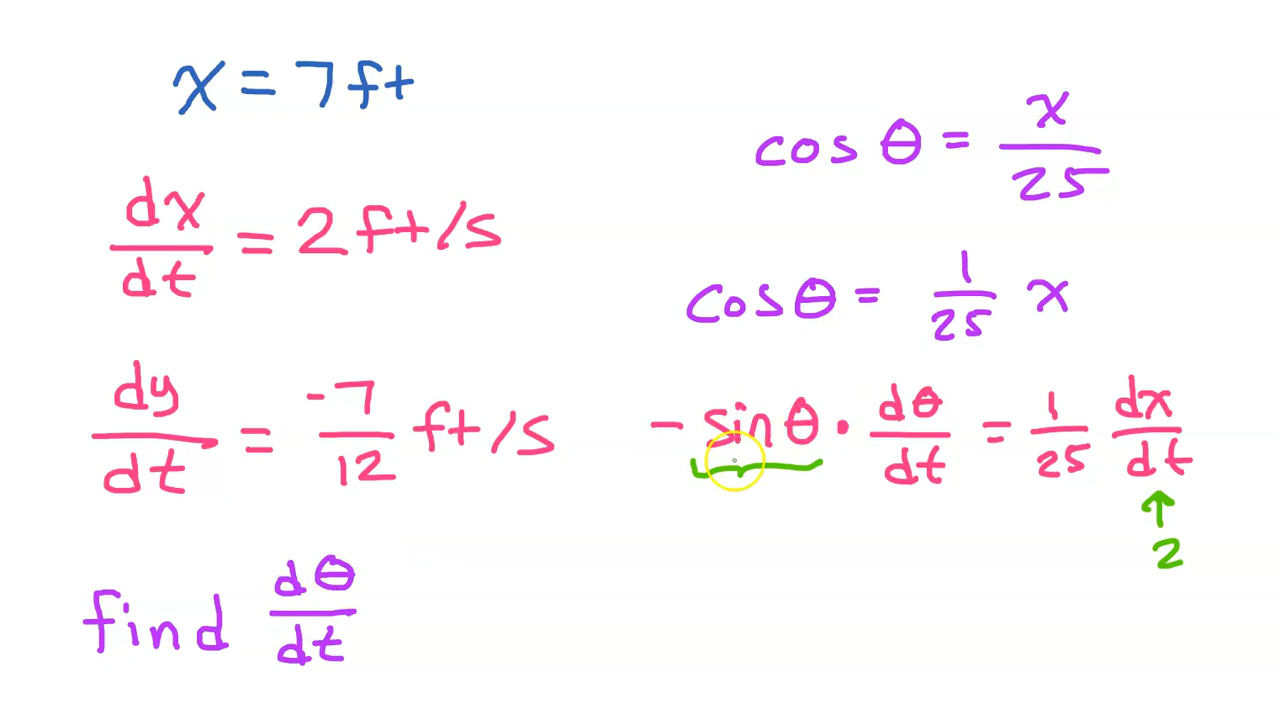 x = 7 ft
dx/dt = 2 ft/s
dy/dt = -7/12 ft/s
find dθ/dt
cos θ = x/25
cos θ = 1/25 x
- sin θ · dθ/dt = 1/25 dx/dt
↑
2